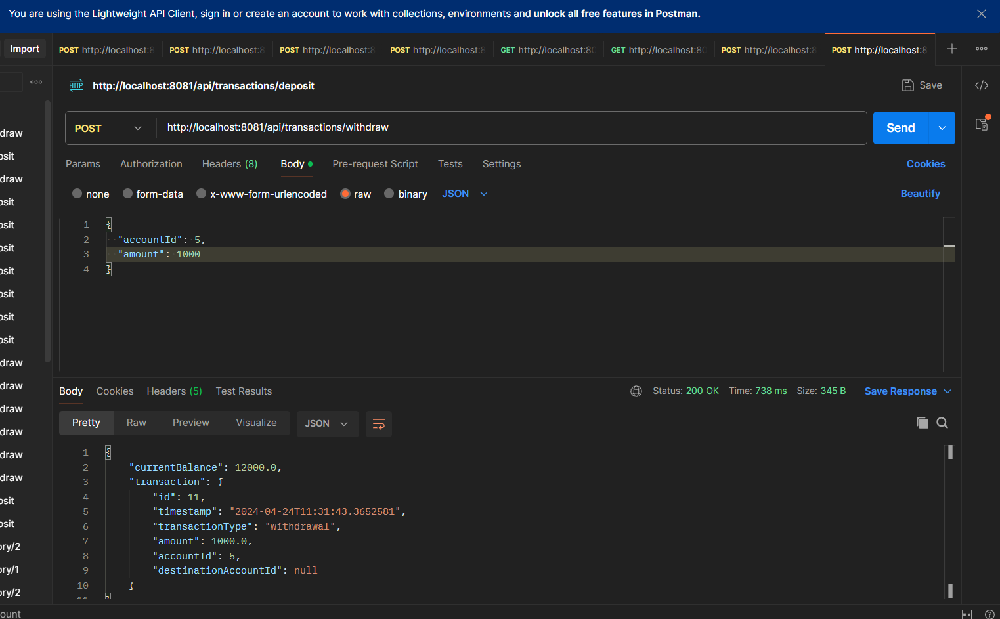 You are using the Lightweight API Client, sign in or create an account to work with collections, environments and unlock all free features in Postman.
Import
POST http://localhost:8
POST http://localhost:8
POST http://localhost:8
POST http://localhost:8
GET http://localhost:80
GET http://localhost:80
POST http://localhost:8
POST http://localhost:8
HTTP http://localhost:8081/api/transactions/deposit
Save
POST
http://localhost:8081/api/transactions/withdraw
Send
Params Authorization Headers (8) Body Pre-request Script Tests Settings
Cookies
none form-data x-www-form-urlencoded raw binary JSON
Beautify
1 {
2 "accountId": 5,
3 "amount": 1000
4 }
draw
osit
draw
osit
osit
osit
osit
osit
osit
osit
draw
draw
draw
draw
draw
draw
osit
osit
ory/2
ory/1
ory/2
ount
Body Cookies Headers (5) Test Results
Status: 200 OK Time: 738 ms Size: 345 B
Save Response
Pretty Raw Preview Visualize JSON
1 {
2 "currentBalance": 12000.0,
3 "transaction": {
4 "id": 11,
5 "timestamp": "2024-04-24T11:31:43.3652581",
6 "transactionType": "withdrawal",
7 "amount": 1000.0,
8 "accountId": 5,
9 "destinationAccountId": null
10 }
11 }